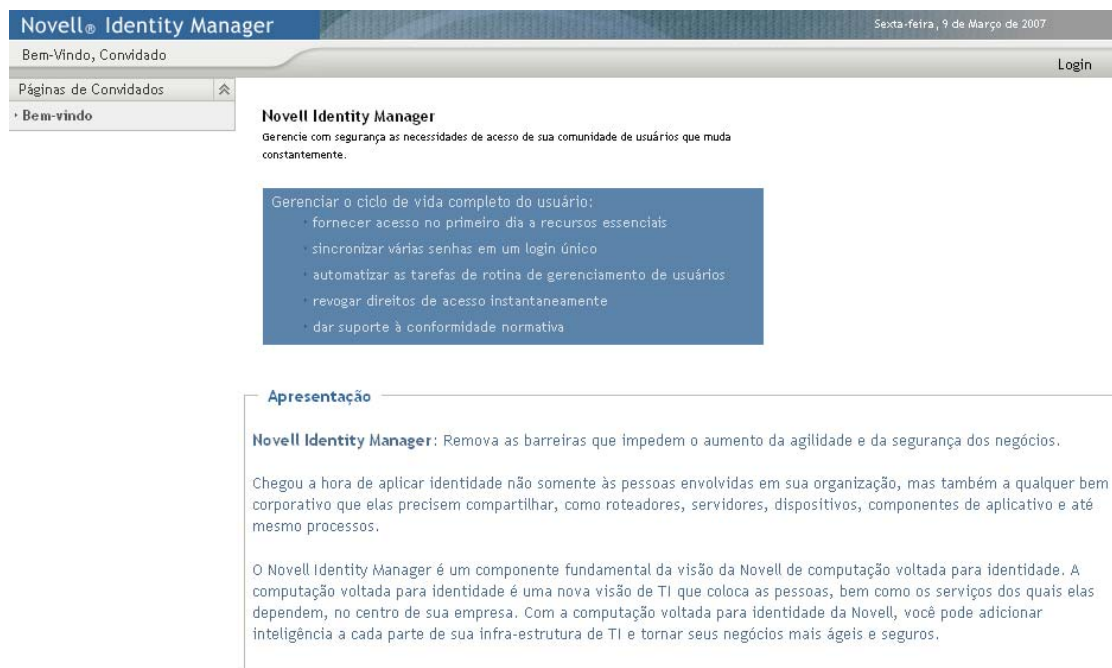 Novell® Identity Manager
Sexta-feira, 9 de Março de 2007
Bem-Vindo, Convidado
Login
Páginas de Convidados
Bem-vindo
Novell Identity Manager
Gerencie com segurança as necessidades de acesso de sua comunidade de usuários que muda
constantemente.
Gerenciar o ciclo de vida completo do usuário:
fornecer acesso no primeiro dia a recursos essenciais
sincronizar várias senhas em um login único
automatizar as tarefas de rotina de gerenciamento de usuários
revogar direitos de acesso instantaneamente
dar suporte à conformidade normativa
Apresentação
Novell Identity Manager: Remova as barreiras que impedem o aumento da agilidade e da segurança dos negócios.
Chegou a hora de aplicar identidade não somente às pessoas envolvidas em sua organização, mas também a qualquer bem
corporativo que elas precisem compartilhar, como roteadores, servidores, dispositivos, componentes de aplicativo e até
mesmo processos.
O Novell Identity Manager é um componente fundamental da visão da Novell de computação voltada para identidade. A
computação voltada para identidade é uma nova visão de TI que coloca as pessoas, bem como os serviços dos quais elas
dependem, no centro de sua empresa. Com a computação voltada para identidade da Novell, você pode adicionar
inteligência a cada parte de sua infra-estrutura de TI e tornar seus negócios mais ágeis e seguros.